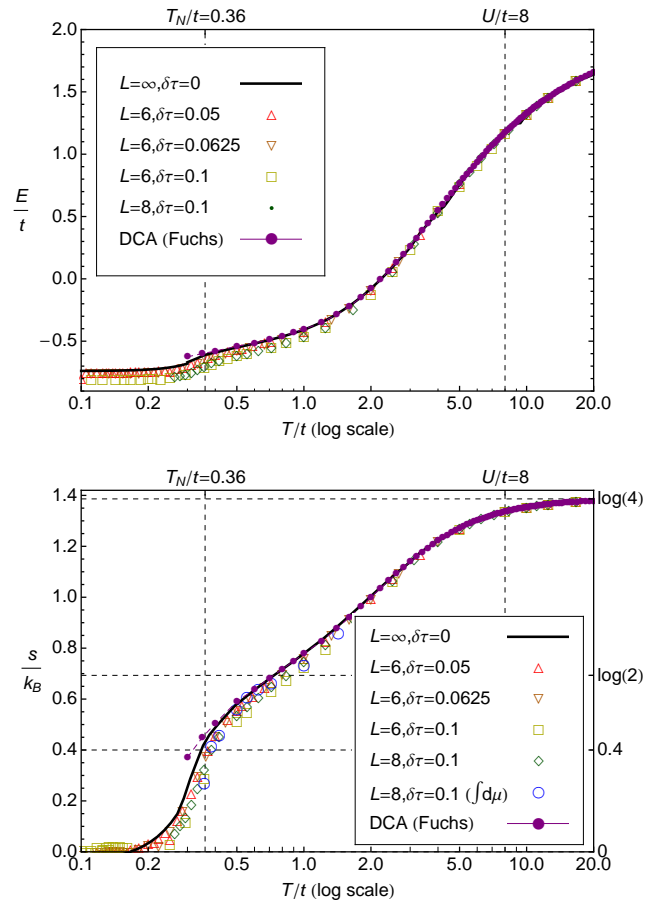 T_N/t=0.36 U/t=8
2.0
1.5
1.0
0.5
0.0
−0.5
E/t
L=∞,δτ=0
L=6,δτ=0.05
L=6,δτ=0.0625
L=6,δτ=0.1
L=8,δτ=0.1
DCA (Fuchs)
0.1 0.2 0.5 1.0 2.0 5.0 10.0 20.0
T/t (log scale)
T_N/t=0.36 U/t=8
1.4
1.2
1.0
0.8
0.6
0.4
0.2
0.0
s/k_B
log(4)
log(2)
0.4
0
L=∞,δτ=0
L=6,δτ=0.05
L=6,δτ=0.0625
L=6,δτ=0.1
L=8,δτ=0.1
L=8,δτ=0.1 (∫dμ)
DCA (Fuchs)
0.1 0.2 0.5 1.0 2.0 5.0 10.0 20.0
T/t (log scale)